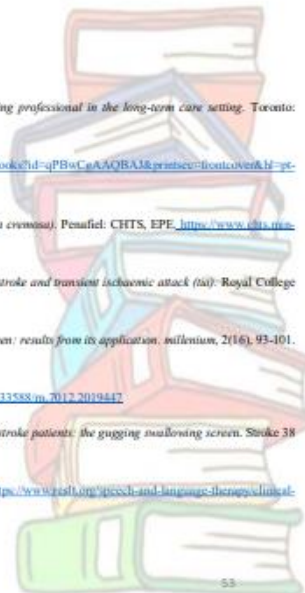 ing professional in the long-term care setting. Toronto:
ooks?id=qPBwCgAAQBAJ&printsec=frontcover&hl=pt-
cremosa). Penafiel: CHTS, EPE. https://www.chts.min-
stroke and transient ischaemic attack (tia). Royal College
en: results from its application. millenium, 2(16), 93-101.
33588/m.7012.2019447
stroke patients: the gugging swallowing screen. Stroke 38
tps://www.rcslt.org/speech-and-language-therapy/clinical-
53